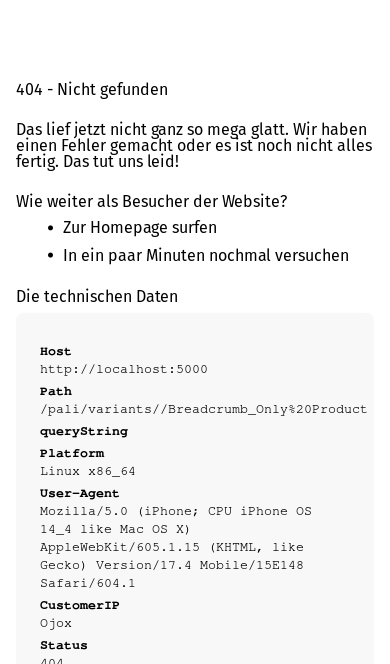 404 - Nicht gefunden
Das lief jetzt nicht ganz so mega glatt. Wir haben
einen Fehler gemacht oder es ist noch nicht alles
fertig. Das tut uns leid!
Wie weiter als Besucher der Website?
• Zur Homepage surfen
• In ein paar Minuten nochmal versuchen
Die technischen Daten
Host
http://localhost:5000
Path
/pali/variants//Breadcrumb_Only%20Product
queryString
Platform
Linux x86_64
User-Agent
Mozilla/5.0 (iPhone; CPU iPhone OS
14_4 like Mac OS X)
AppleWebKit/605.1.15 (KHTML, like
Gecko) Version/17.4 Mobile/15E148
Safari/604.1
CustomerIP
Ojox
Status
404